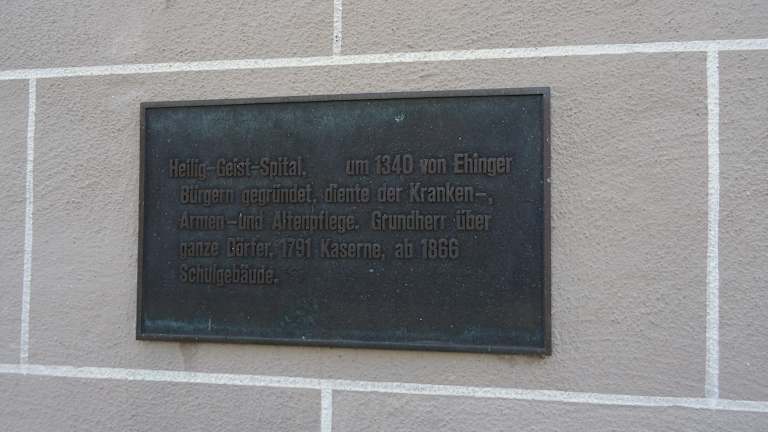 Heilig-Geist-Spital, um 1340 von Ehinger
Bürgern gegründet, diente der Kranken-,
Armen-und Altenpflege. Grundherr über
ganze Dörfer. 1791 Kaserne, ab 1866
Schulgebäude.